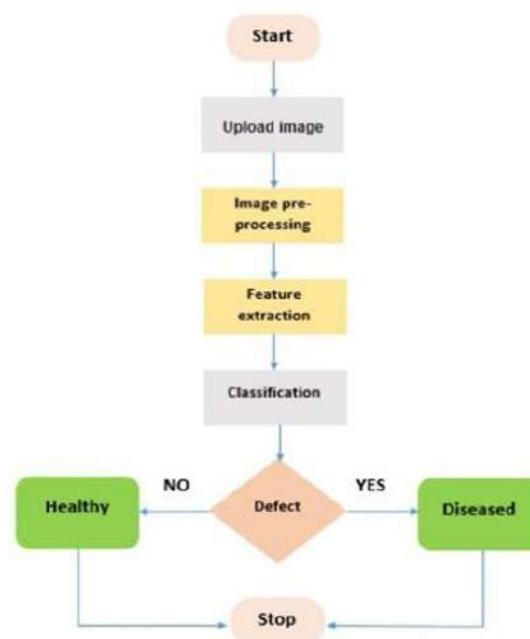 Start
Upload image
Image pre-
processing
Feature
extraction
Classification
NO
YES
Healthy
Defect
Diseased
Stop